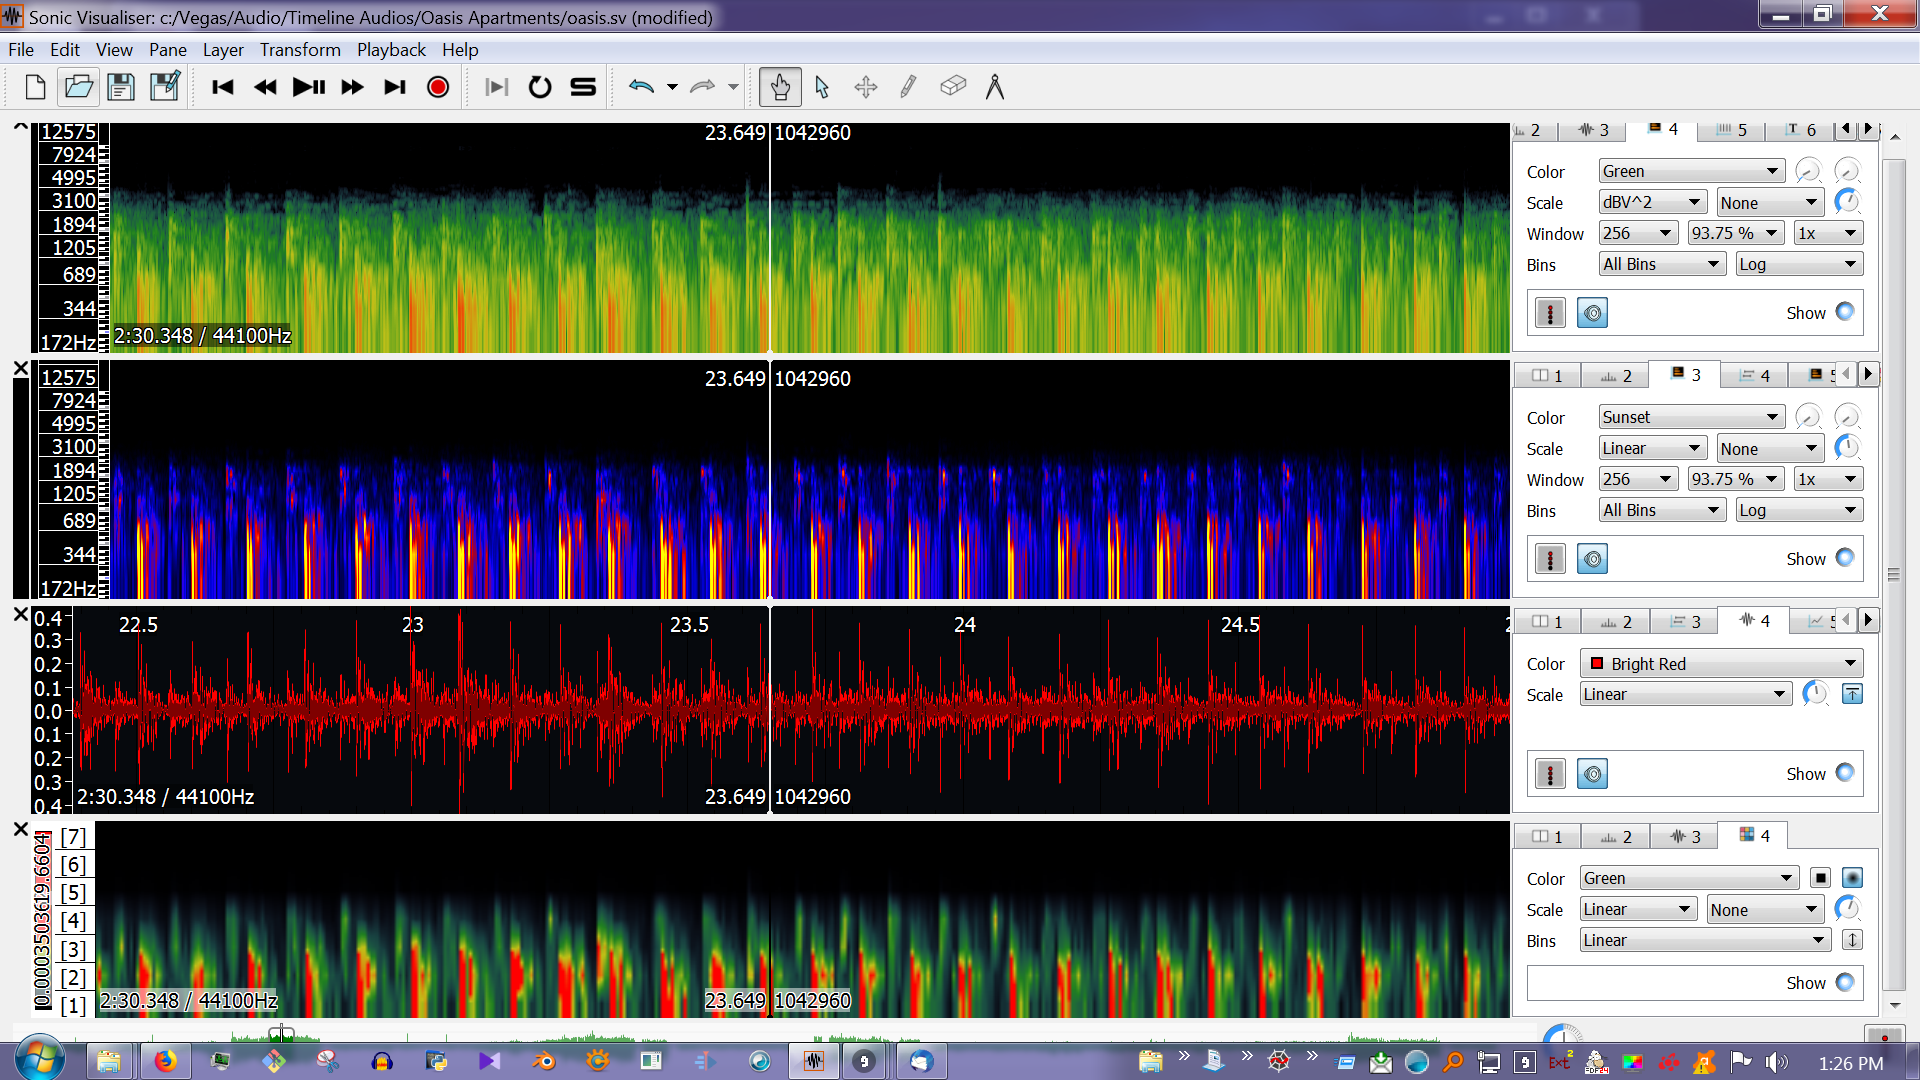 Sonic Visualiser: c:/Vegas/Audio/Timeline Audios/Oasis Apartments/oasis.sv (modified)
File Edit View Pane Layer Transform Playback Help
12575
7924
4995
3100
1894
1205
689
344
172Hz
23.649 1042960
2:30.348 / 44100Hz
2 3 4 5 T 6
Color Green
Scale dBV^2 None
Window 256 93.75 % 1x
Bins All Bins Log
Show
12575
7924
4995
3100
1894
1205
689
344
172Hz
23.649 1042960
1 2 3 4 5
Color Sunset
Scale Linear None
Window 256 93.75 % 1x
Bins All Bins Log
Show
0.4
0.3
0.2
0.1
0.0
0.1
0.2
0.3
0.4
22.5 23 23.5 24 24.5
2:30.348 / 44100Hz
23.649 1042960
1 2 3 4 5
Color Bright Red
Scale Linear
Show
[7]
[6]
[5]
[4]
[3]
[2]
[1]
2:30.348 / 44100Hz
23.649 1042960
1 2 3 4
Color Green
Scale Linear None
Bins Linear
Show
9 9 Ext2 PDF24 1:26 PM